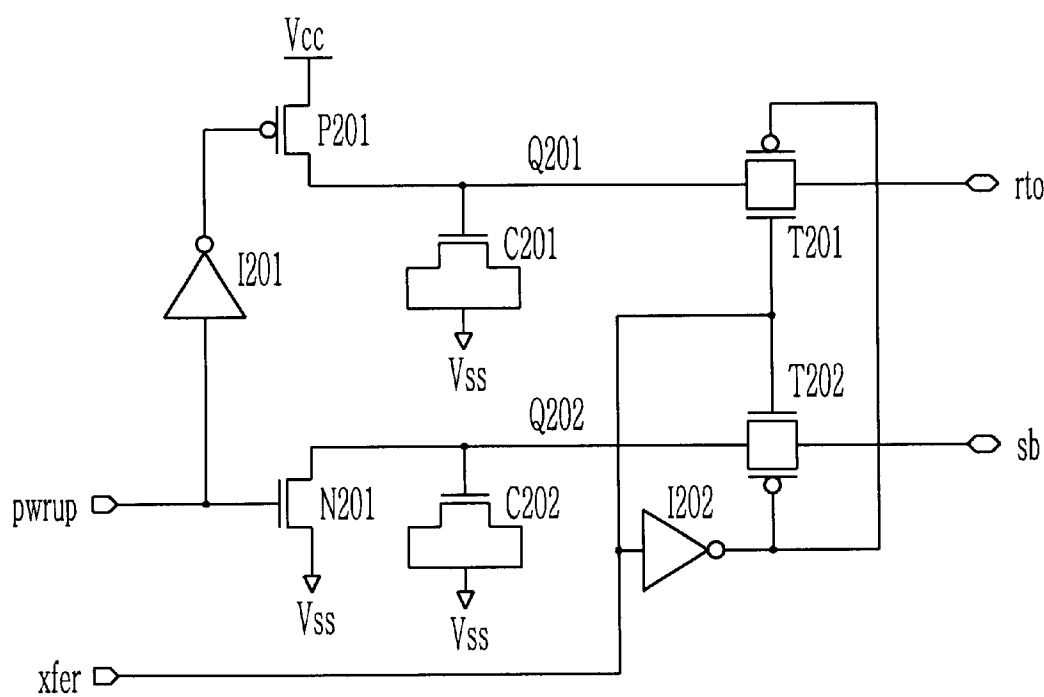 Vcc
P201
Q201
rto
I201
C201
T201
Vss
T202
Q202
sb
pwrup
N201
C202
I202
Vss
Vss
xfer